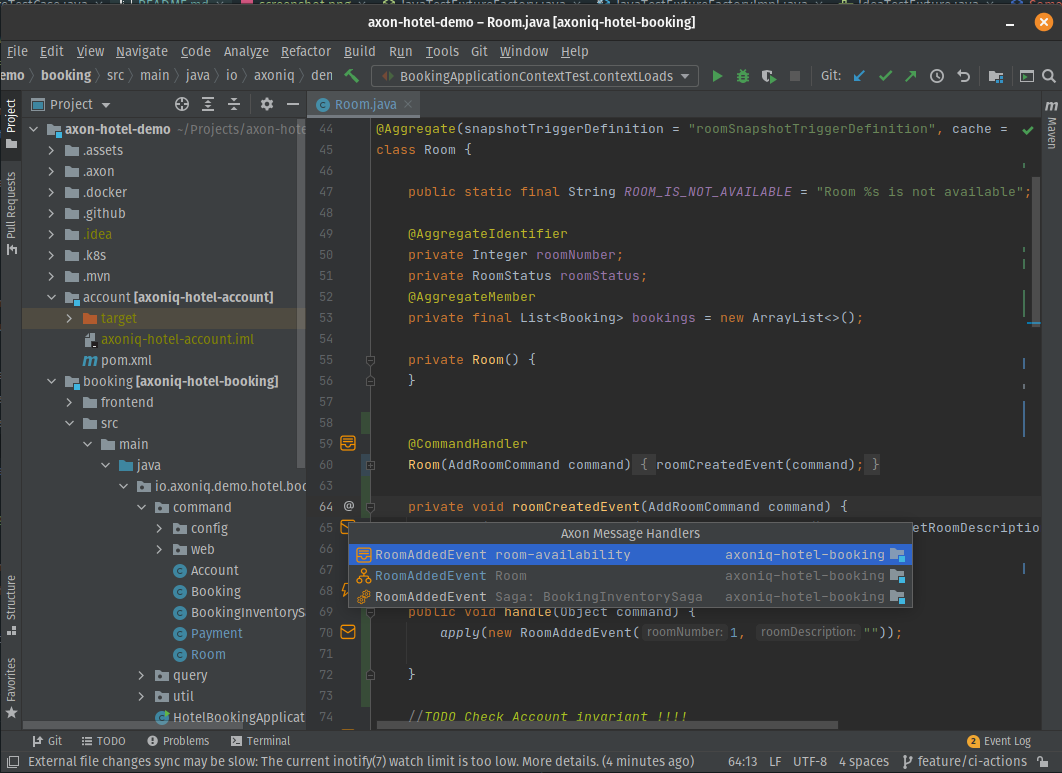 axon-hotel-demo – Room.java [axoniq-hotel-booking]
File Edit View Navigate Code Analyze Refactor Build Run Tools Git Window Help
emo booking src main java io axoniq den BookingApplicationContextTest.contextLoads Git:
Project
Room.java
Project
Pull Requests
Structure
Favorites
Maven
axon-hotel-demo ~/Projects/axon-hote
.assets
.axon
.docker
.github
.idea
.k8s
.mvn
account [axoniq-hotel-account]
target
axoniq-hotel-account.iml
pom.xml
booking [axoniq-hotel-booking]
frontend
src
main
java
io.axoniq.demo.hotel.boo
command
config
web
Account
Booking
BookingInventoryS
Payment
Room
query
util
HotelBookingApplicat
44 @Aggregate(snapshotTriggerDefinition = "roomSnapshotTriggerDefinition", cache =
45 class Room {
46
47 public static final String ROOM_IS_NOT_AVAILABLE = "Room %s is not available";
48
49 @AggregateIdentifier
50 private Integer roomNumber;
51 private RoomStatus roomStatus;
52 @AggregateMember
53 private final List<Booking> bookings = new ArrayList<>();
54
55 private Room() {
56 }
57
58
59 @CommandHandler
60 Room(AddRoomCommand command) { roomCreatedEvent(command); }
63
64 @ private void roomCreatedEvent(AddRoomCommand command) {
65 etRoomDescriptio
66
Axon Message Handlers
RoomAddedEvent room-availability axoniq-hotel-booking
RoomAddedEvent Room axoniq-hotel-booking
RoomAddedEvent Saga: BookingInventorySaga axoniq-hotel-booking
67
68
69 public void handle(Object command) {
70 apply(new RoomAddedEvent( roomNumber: 1, roomDescription: ""));
71
72 }
73
74 //TODO Check Account invariant !!!!
Git TODO Problems Terminal 2 Event Log
External file changes sync may be slow: The current inotify(7) watch limit is too low. More details. (4 minutes ago) 64:13 LF UTF-8 4 spaces feature/ci-actions